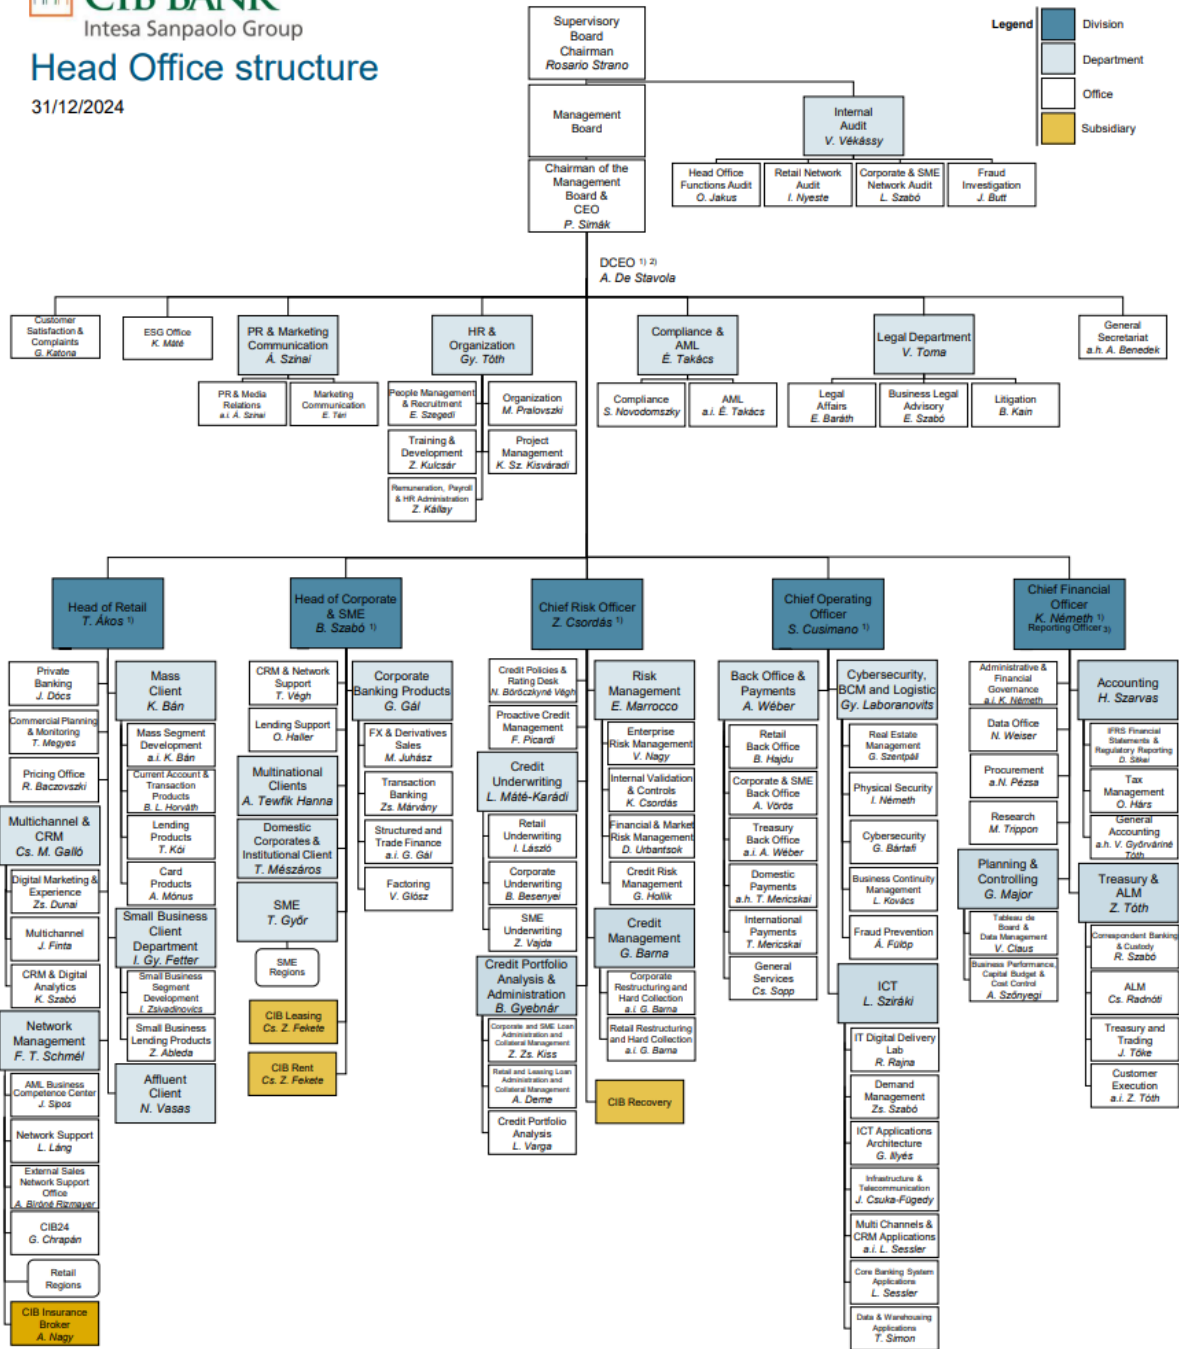 CIB BANK
Intesa Sanpaolo Group
Head Office structure
31/12/2024
Legend
Division
Department
Office
Subsidiary
Supervisory
Board
Chairman
Rosario Strano
Management
Board
Chairman of the
Management
Board &
CEO
P. Simák
Internal
Audit
V. Vékássy
Head Office
Functions Audit
O. Jakus
Retail Network
Audit
I. Nyeste
Corporate & SME
Network Audit
L. Szabó
Fraud
Investigation
J. Butt
DCEO 1) 2)
A. De Stavola
Customer
Satisfaction &
Complaints
G. Katona
ESG Office
K. Máté
PR & Marketing
Communication
Á. Szinai
PR & Media
Relations
a.i. Á. Szinai
Marketing
Communication
E. Téri
HR &
Organization
Gy. Tóth
People Management
& Recruitment
E. Szegedi
Organization
M. Pralovszki
Training &
Development
Z. Kulcsár
Project
Management
K. Sz. Kisváradi
Remuneration, Payroll
& HR Administration
Z. Kállay
Compliance &
AML
É. Takács
Compliance
S. Novodomszky
AML
a.i. É. Takács
Legal Department
V. Toma
Legal
Affairs
E. Baráth
Business Legal
Advisory
E. Szabó
Litigation
B. Kain
General
Secretariat
a.h. A. Benedek
Head of Retail
T. Ákos 1)
Private
Banking
J. Dócs
Commercial Planning
& Monitoring
T. Megyes
Pricing Office
R. Baczovszki
Multichannel &
CRM
Cs. M. Galló
Digital Marketing &
Experience
Zs. Dunai
Multichannel
J. Finta
CRM & Digital
Analytics
K. Szabó
Network
Management
F. T. Schmél
AML Business
Competence Center
J. Sipos
Network Support
L. Láng
External Sales
Network Support
Office
A. Bíróné Rizmayer
CIB24
G. Chrapán
Retail
Regions
CIB Insurance
Broker
A. Nagy
Mass
Client
K. Bán
Mass Segment
Development
a.i. K. Bán
Current Account &
Transaction
Products
B. L. Horváth
Lending
Products
T. Kói
Card
Products
A. Mónus
Small Business
Client
Department
I. Gy. Fetter
Small Business
Segment
Development
I. Zsivadinovics
Small Business
Lending Products
Z. Ableda
Affluent
Client
N. Vasas
Head of Corporate
& SME
B. Szabó 1)
CRM & Network
Support
T. Végh
Lending Support
O. Haller
Multinational
Clients
A. Tewfik Hanna
Domestic
Corporates &
Institutional Client
T. Mészáros
SME
T. Győr
SME
Regions
CIB Leasing
Cs. Z. Fekete
CIB Rent
Cs. Z. Fekete
Corporate
Banking Products
G. Gál
FX & Derivatives
Sales
M. Juhász
Transaction
Banking
Zs. Márvány
Structured and
Trade Finance
a.i. G. Gál
Factoring
V. Glósz
Chief Risk Officer
Z. Csordás 1)
Credit Policies &
Rating Desk
N. Böröczkyné Végh
Proactive Credit
Management
F. Picardi
Credit
Underwriting
L. Máté-Karádi
Retail
Underwriting
I. László
Corporate
Underwriting
B. Besenyei
SME
Underwriting
Z. Vajda
Credit Portfolio
Analysis &
Administration
B. Gyebnár
Corporate and SME Loan
Administration and
Collateral Management
Z. Zs. Kiss
Retail and Leasing Loan
Administration and
Collateral Management
A. Deme
Credit Portfolio
Analysis
L. Varga
Risk
Management
E. Marrocco
Enterprise
Risk Management
V. Nagy
Internal Validation
& Controls
K. Csordás
Financial & Market
Risk Management
D. Urbantsok
Credit Risk
Management
G. Hollik
Credit
Management
G. Barna
Corporate
Restructuring and
Hard Collection
a.i. G. Barna
Retail Restructuring
and Hard Collection
a.i. G. Barna
CIB Recovery
Chief Operating
Officer
S. Cusimano 1)
Back Office &
Payments
A. Wéber
Retail
Back Office
B. Hajdu
Corporate & SME
Back Office
A. Vörös
Treasury
Back Office
a.i. A. Wéber
Domestic
Payments
a.h. T. Mericskai
International
Payments
T. Mericskai
General
Services
Cs. Sopp
Cybersecurity,
BCM and Logistic
Gy. Laboranovits
Real Estate
Management
G. Szentpáli
Physical Security
I. Németh
Cybersecurity
G. Bártafi
Business Continuity
Management
L. Kovács
Fraud Prevention
Á. Fülöp
ICT
L. Sziráki
IT Digital Delivery
Lab
R. Rajna
Demand
Management
Zs. Szabó
ICT Applications
Architecture
G. Illyés
Infrastructure &
Telecommunication
J. Csuka-Fügedy
Multi Channels &
CRM Applications
a.i. L. Sessler
Core Banking System
Applications
L. Sessler
Data & Warehousing
Applications
T. Simon
Chief Financial
Officer
K. Németh 1)
Reporting Officer 3)
Administrative &
Financial
Governance
a.i. K. Németh
Data Office
N. Weiser
Procurement
a.N. Pézsa
Research
M. Trippon
Planning &
Controlling
G. Major
Tableau de
Board &
Data Management
V. Claus
Business Performance,
Capital Budget &
Cost Control
A. Szőnyegi
Accounting
H. Szarvas
IFRS Financial
Statements &
Regulatory Reporting
D. Sitkei
Tax
Management
O. Hárs
General
Accounting
a.h. V. Győrváriné
Tóth
Treasury &
ALM
Z. Tóth
Correspondent Banking
& Custody
R. Szabó
ALM
Cs. Radnóti
Treasury and
Trading
J. Tőke
Customer
Execution
a.i. Z. Tóth